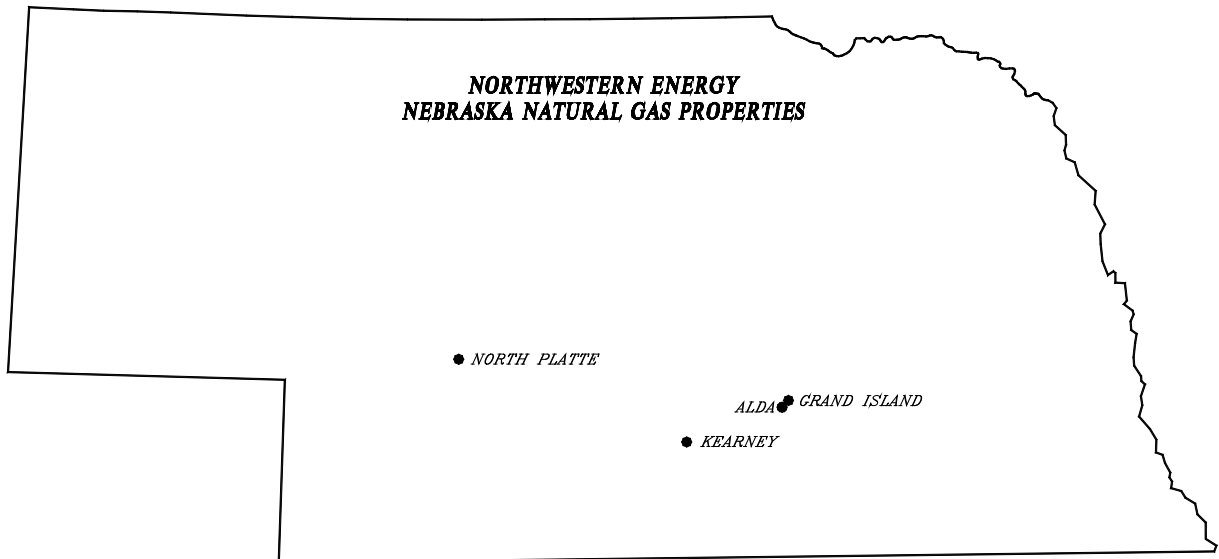 NORTHWESTERN ENERGY
NEBRASKA NATURAL GAS PROPERTIES
NORTH PLATTE
GRAND ISLAND
ALDA
KEARNEY